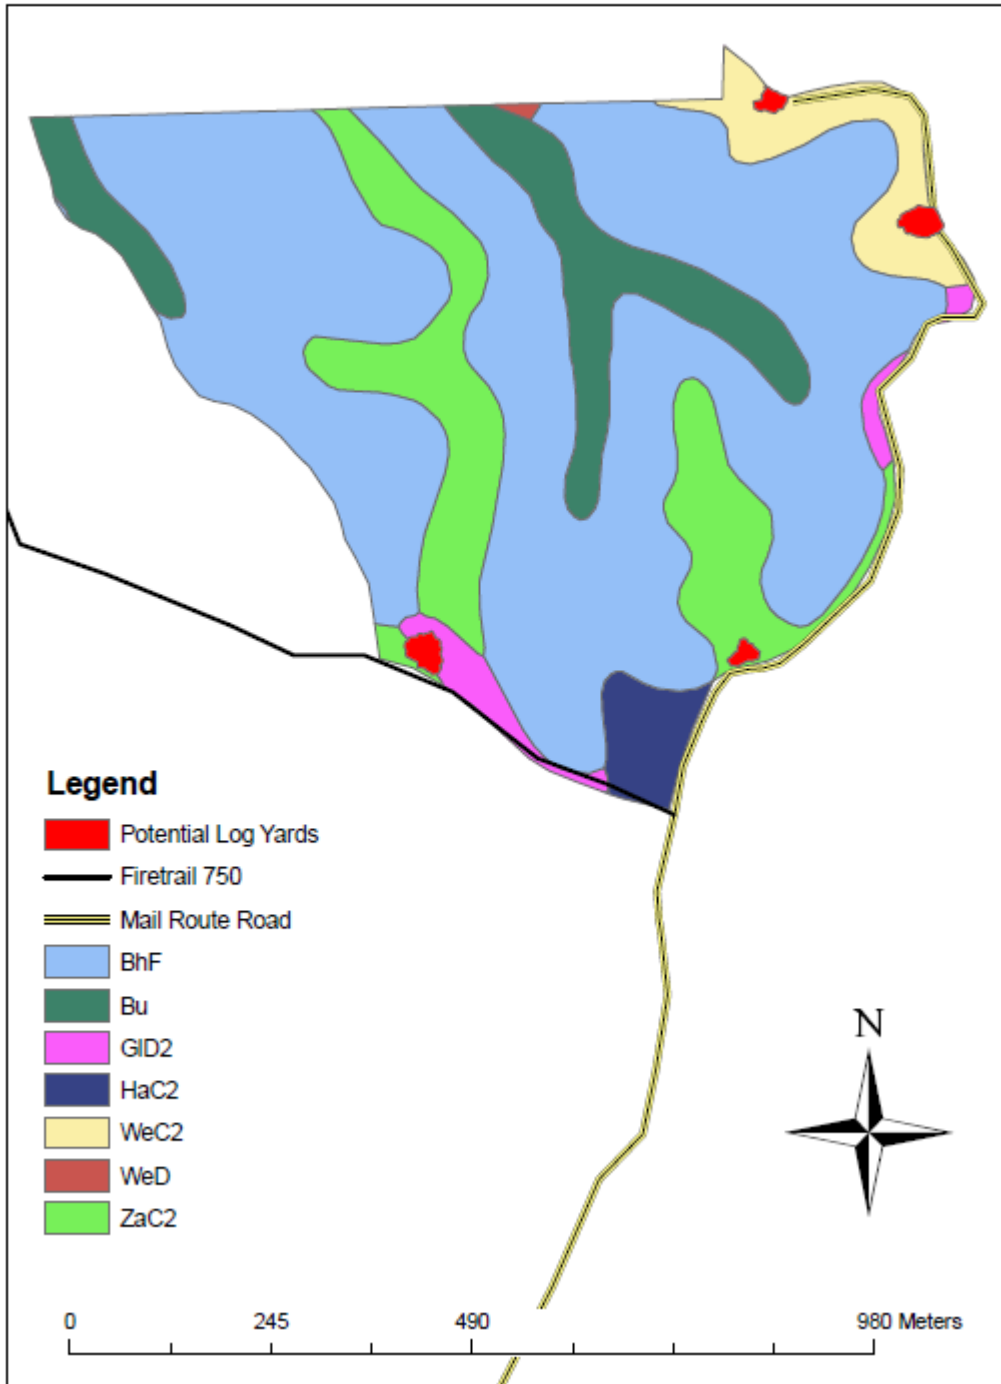 Legend
Potential Log Yards
Firetrail 750
Mail Route Road
BhF
Bu
GlD2
HaC2
WeC2
WeD
ZaC2
N
0 245 490 980 Meters